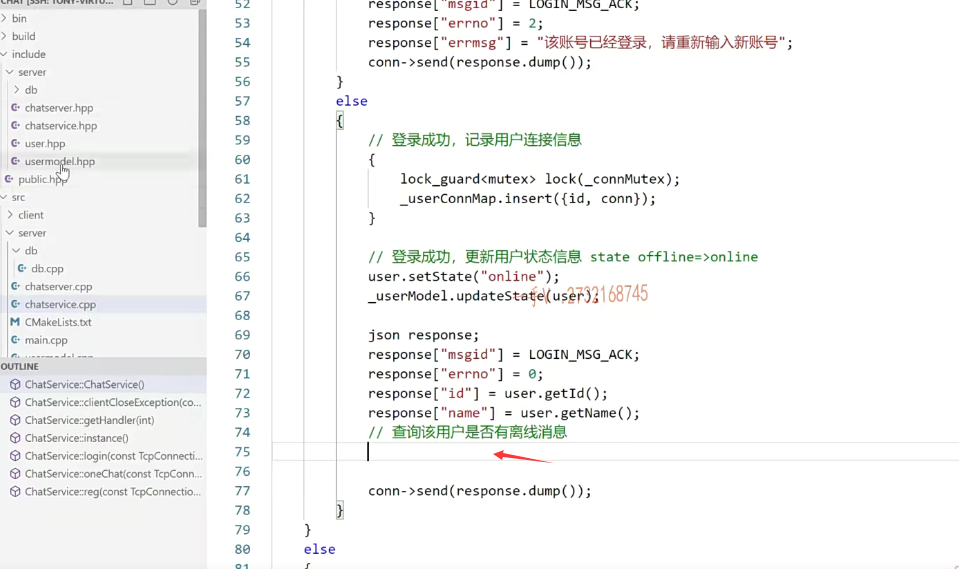 CHAT [SSH: TONY-VIRTU...
bin
build
include
server
db
chatserver.hpp
chatservice.hpp
user.hpp
usermodel.hpp
public.hpp
src
client
server
db
db.cpp
chatserver.cpp
chatservice.cpp
CMakeLists.txt
main.cpp
usermodel.cpp
OUTLINE
ChatService::ChatService()
ChatService::clientCloseException(co...
ChatService::getHandler(int)
ChatService::instance()
ChatService::login(const TcpConnecti...
ChatService::oneChat(const TcpConn...
ChatService::reg(const TcpConnectio...
52 response["msgid"] = LOGIN_MSG_ACK;
53 response["errno"] = 2;
54 response["errmsg"] = "该账号已经登录，请重新输入新账号";
55 conn->send(response.dump());
56 }
57 else
58 {
59 // 登录成功，记录用户连接信息
60 {
61 lock_guard<mutex> lock(_connMutex);
62 _userConnMap.insert({id, conn});
63 }
64
65 // 登录成功，更新用户状态信息 state offline=>online
66 user.setState("online");
67 _userModel.updateState(user);
:2732168745
68
69 json response;
70 response["msgid"] = LOGIN_MSG_ACK;
71 response["errno"] = 0;
72 response["id"] = user.getId();
73 response["name"] = user.getName();
74 // 查询该用户是否有离线消息
75
76
77 conn->send(response.dump());
78 }
79 }
80 else
81 {